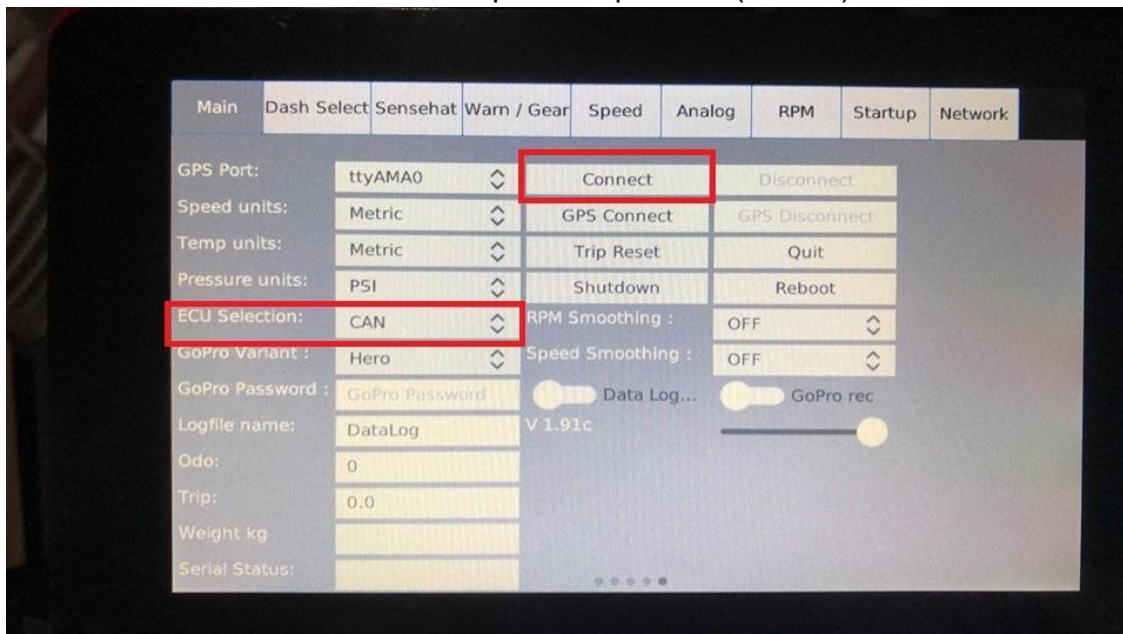 Main Dash Select Sensehat Warn / Gear Speed Analog RPM Startup Network
GPS Port: ttyAMA0 Connect Disconnect
Speed units: Metric GPS Connect GPS Disconnect
Temp units: Metric Trip Reset Quit
Pressure units: PSI Shutdown Reboot
ECU Selection: CAN RPM Smoothing : OFF
GoPro Variant : Hero Speed Smoothing : OFF
GoPro Password : GoPro Password Data Log... GoPro rec
Logfile name: DataLog V 1.91c
Odo: 0
Trip: 0.0
Weight kg
Serial Status: